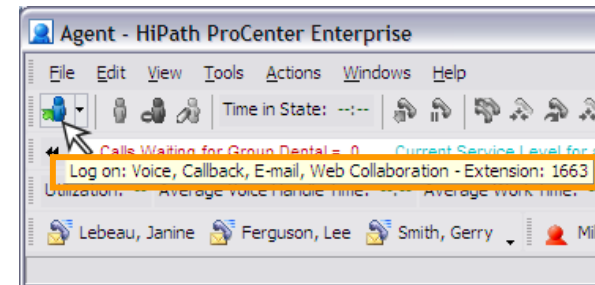 Agent - HiPath ProCenter Enterprise
File Edit View Tools Actions Windows Help
Time in State: --:--
Calls Waiting for Group Dental = 0 Current Service Level for
Log on: Voice, Callback, E-mail, Web Collaboration - Extension: 1663
Utilization: -- Average Voice Handle Time: --:-- Average Work Time:
Lebeau, Janine Ferguson, Lee Smith, Gerry